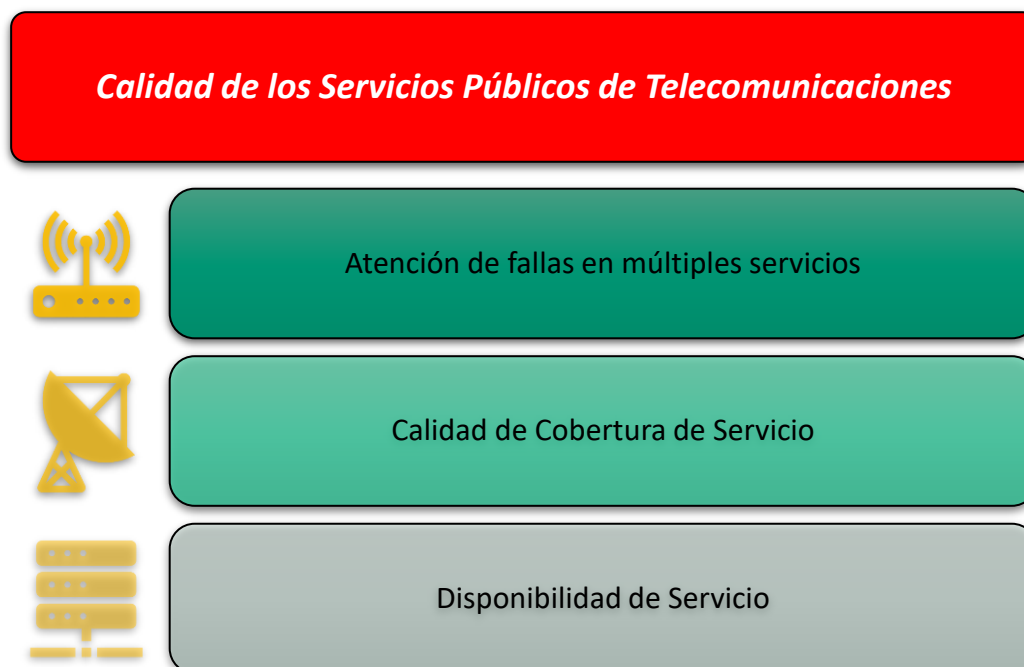 Calidad de los Servicios Públicos de Telecomunicaciones
Atención de fallas en múltiples servicios
Calidad de Cobertura de Servicio
Disponibilidad de Servicio